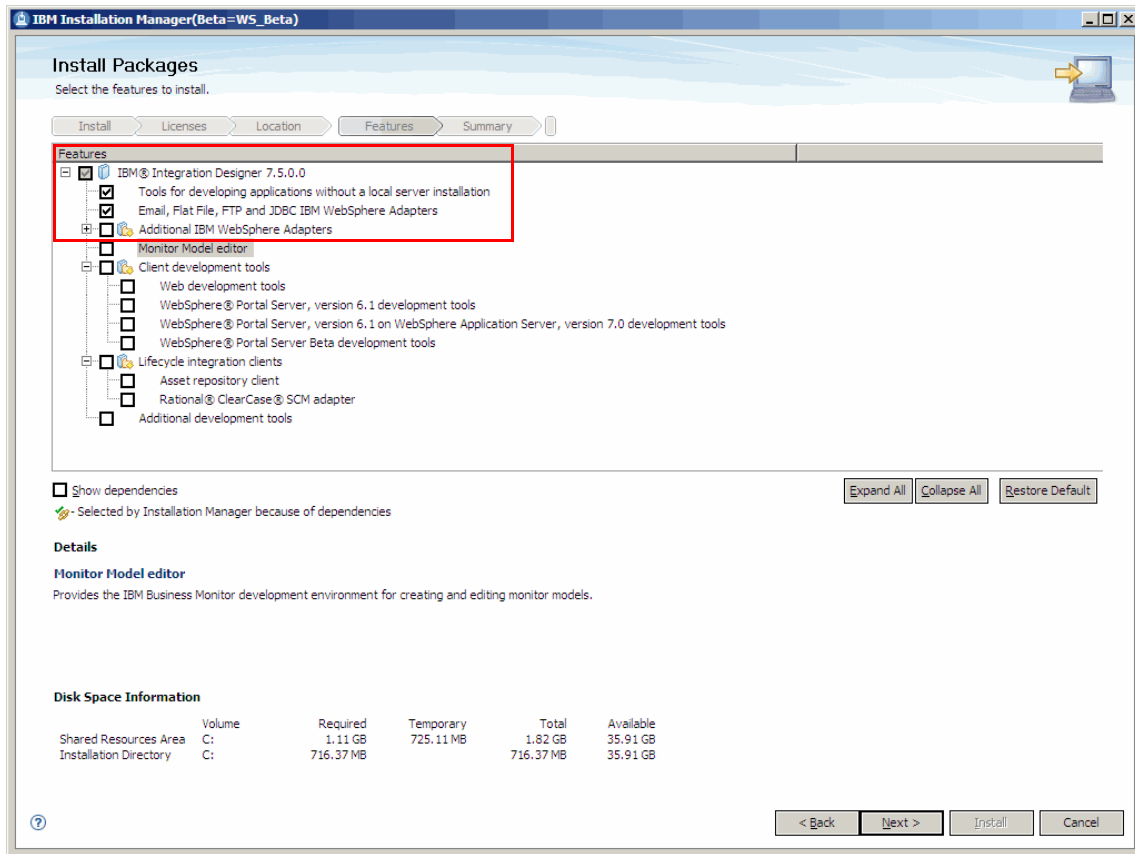 IBM Installation Manager(Beta=WS_Beta)
Install Packages
Select the features to install.
Install Licenses Location Features Summary
Features
IBM® Integration Designer 7.5.0.0
Tools for developing applications without a local server installation
Email, Flat File, FTP and JDBC IBM WebSphere Adapters
Additional IBM WebSphere Adapters
Monitor Model editor
Client development tools
Web development tools
WebSphere® Portal Server, version 6.1 development tools
WebSphere® Portal Server, version 6.1 on WebSphere Application Server, version 7.0 development tools
WebSphere® Portal Server Beta development tools
Lifecycle integration clients
Asset repository client
Rational® ClearCase® SCM adapter
Additional development tools
Show dependencies Expand All Collapse All Restore Default
- Selected by Installation Manager because of dependencies
Details
Monitor Model editor
Provides the IBM Business Monitor development environment for creating and editing monitor models.
Disk Space Information
Volume Required Temporary Total Available
Shared Resources Area C: 1.11 GB 725.11 MB 1.82 GB 35.91 GB
Installation Directory C: 716.37 MB 716.37 MB 35.91 GB
? < Back Next > Install Cancel